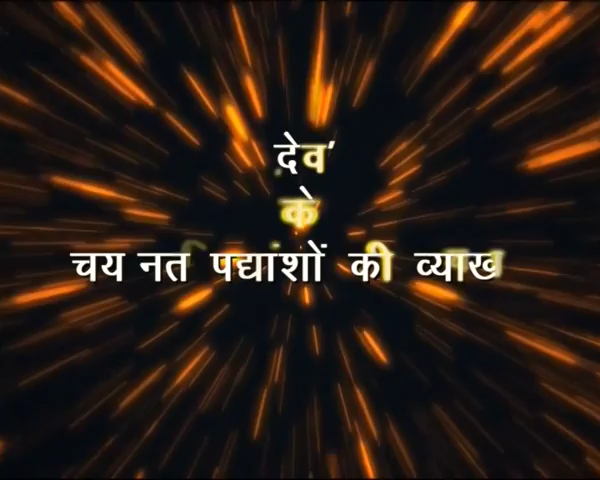 देव'
के
चय नत पद्यांशों की व्याख